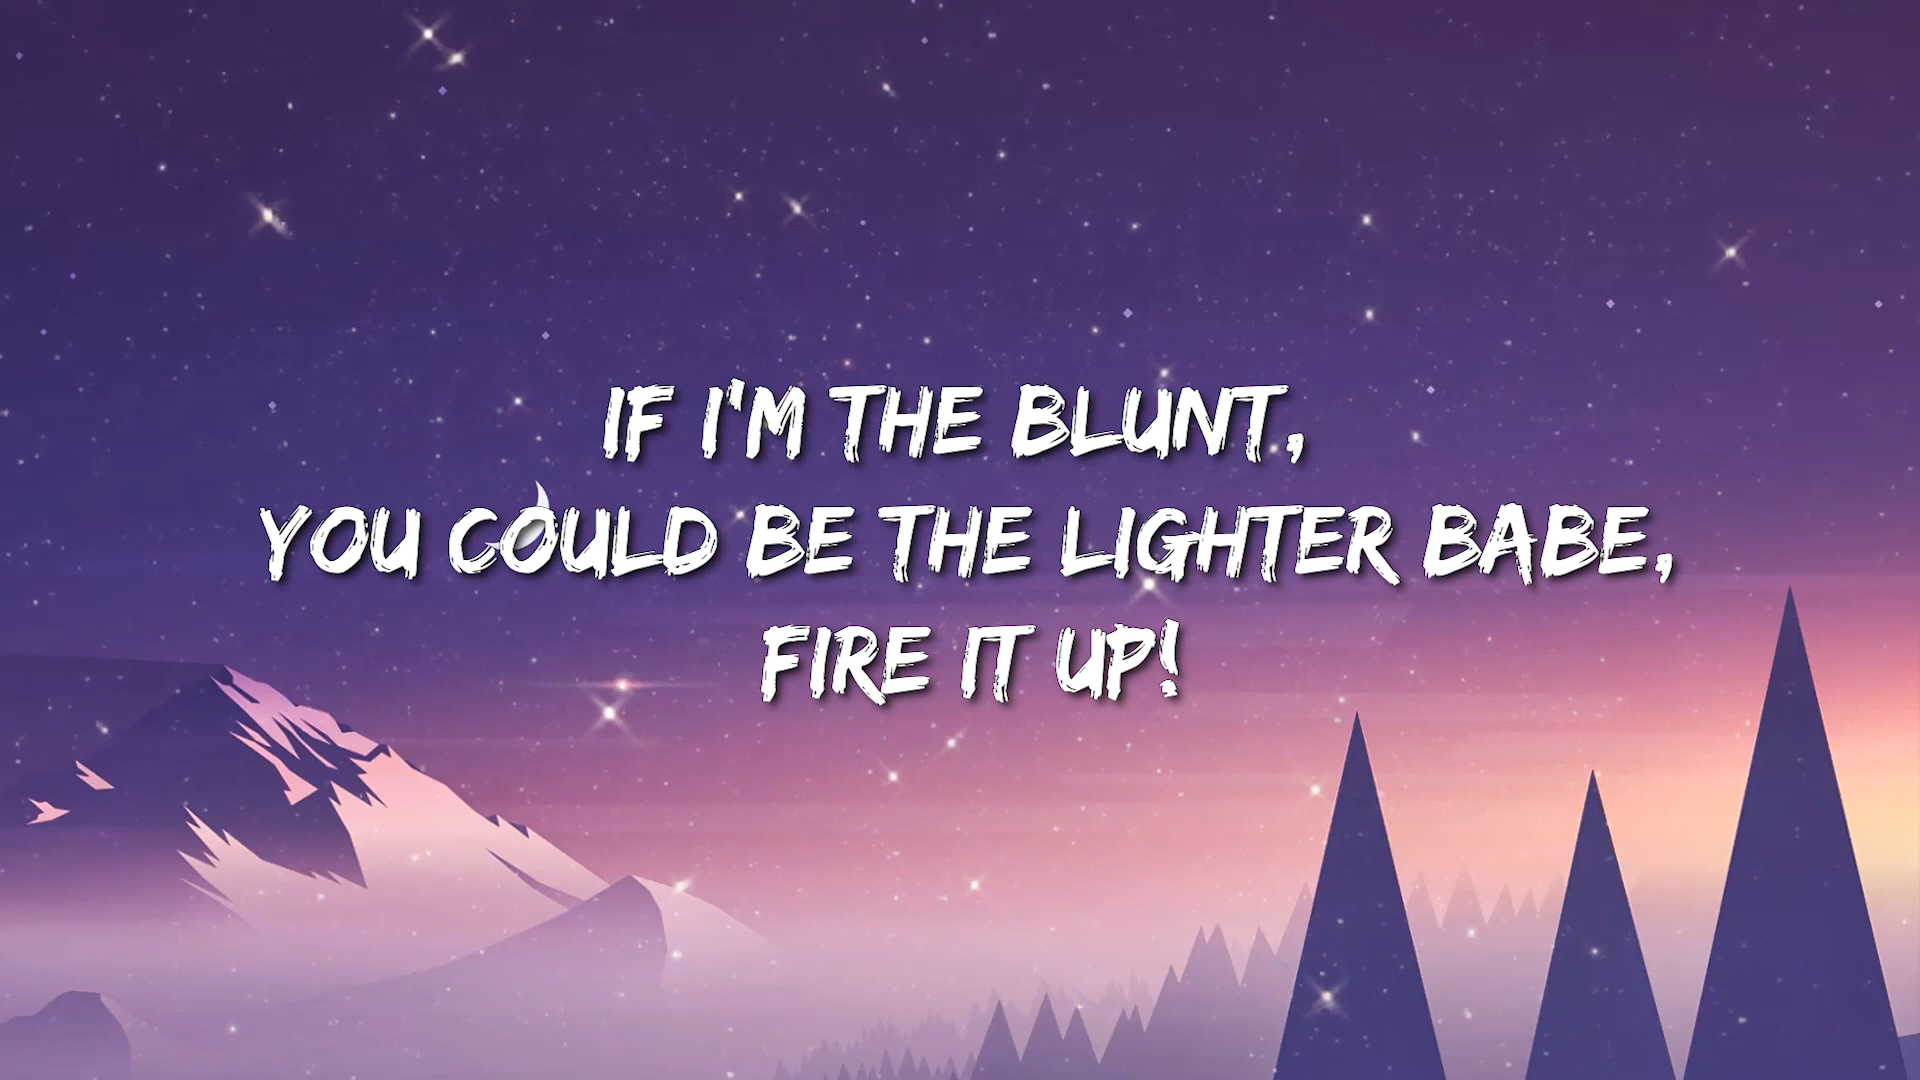 IF I'M THE BLUNT,
YOU COULD BE THE LIGHTER BABE,
FIRE IT UP!